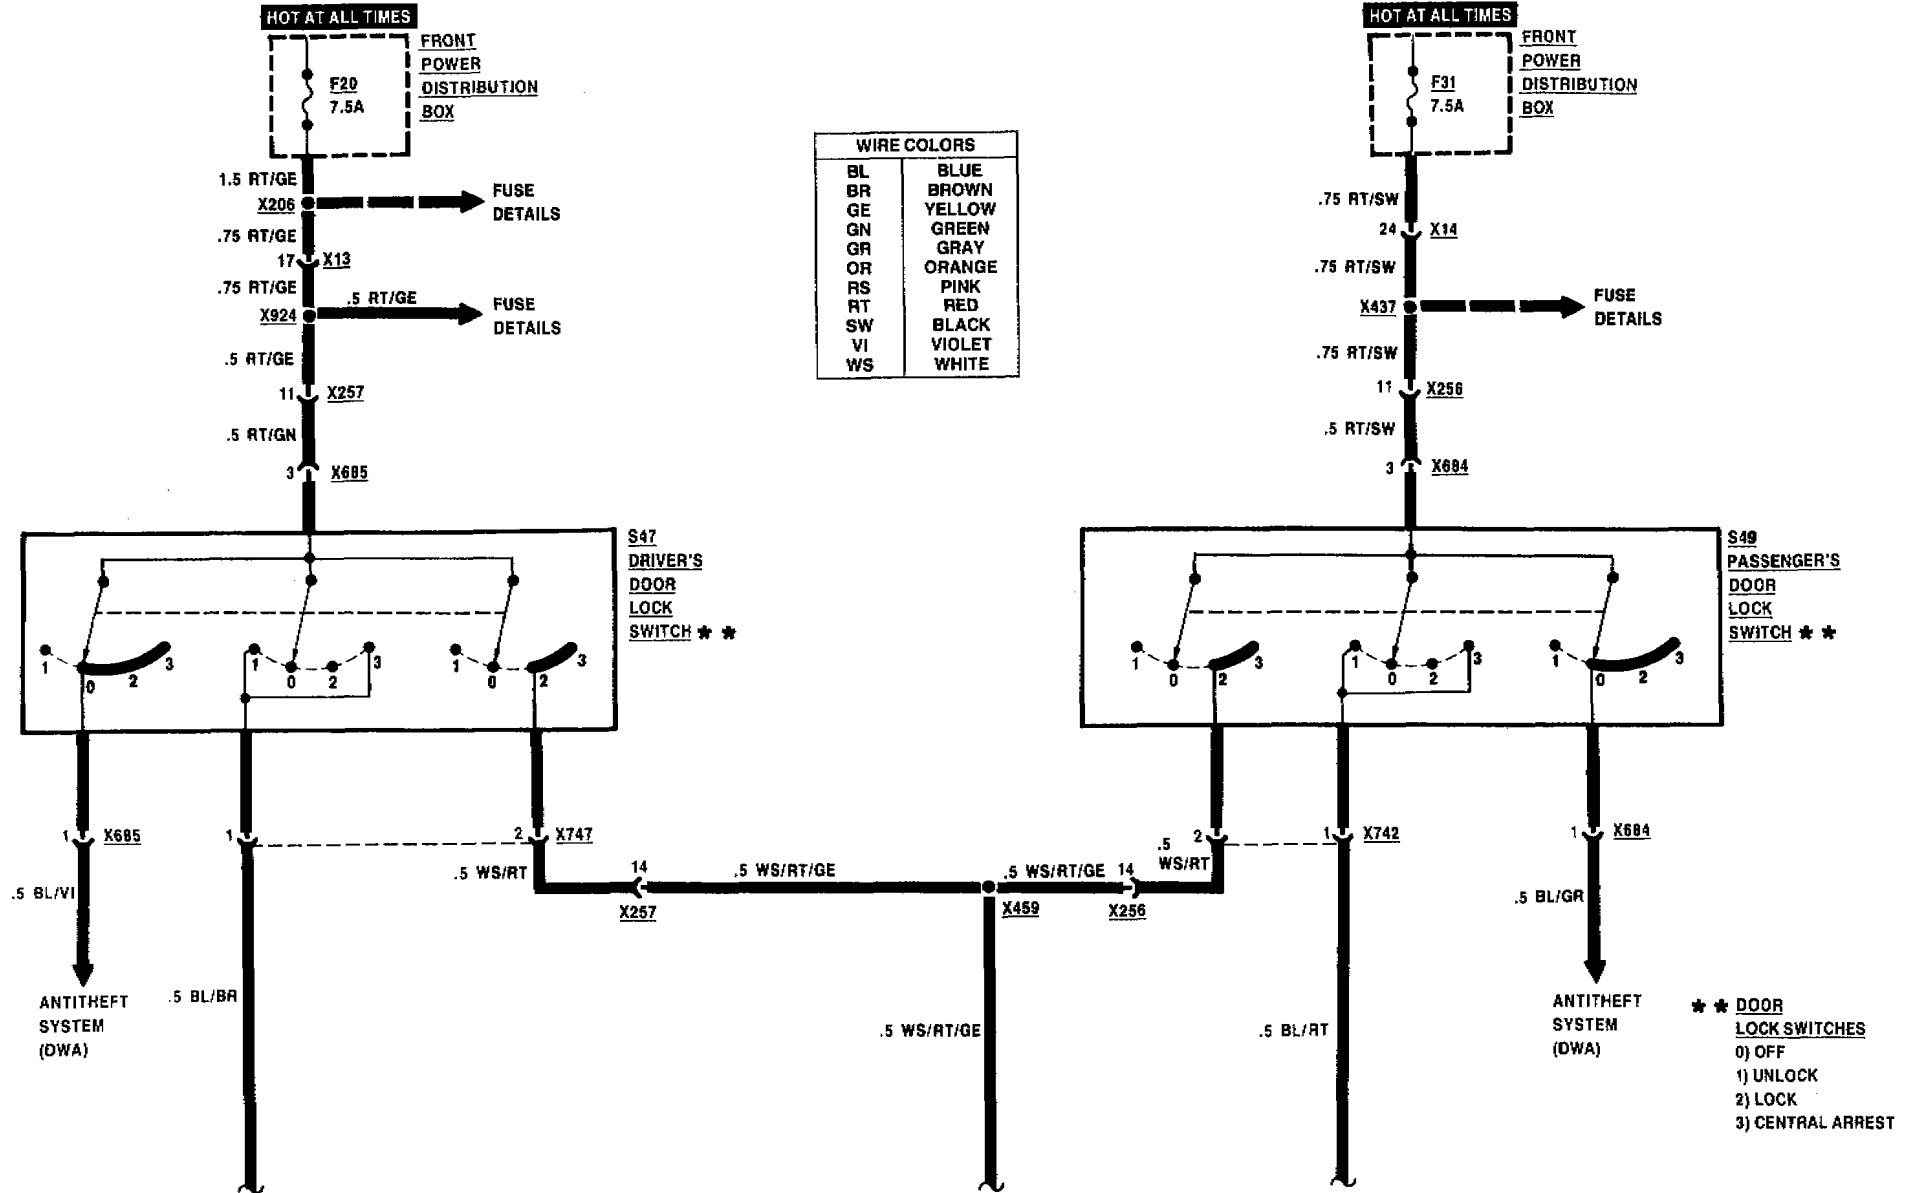 HOT AT ALL TIMES
FRONT
POWER
DISTRIBUTION
BOX
F20
7.5A
1.5 RT/GE
X206
FUSE
DETAILS
.75 RT/GE
17 X13
.75 RT/GE
.5 RT/GE
X924
FUSE
DETAILS
.5 RT/GE
11 X257
.5 RT/GN
3 X685
WIRE COLORS
BL BLUE
BR BROWN
GE YELLOW
GN GREEN
GR GRAY
OR ORANGE
RS PINK
RT RED
SW BLACK
VI VIOLET
WS WHITE
HOT AT ALL TIMES
FRONT
POWER
DISTRIBUTION
BOX
F31
7.5A
.75 RT/SW
24 X14
.75 RT/SW
X437
FUSE
DETAILS
.75 RT/SW
11 X256
.5 RT/SW
3 X684
S47
DRIVER'S
DOOR
LOCK
SWITCH * *
1 0 2 3
1 0 2 3
1 0 2 3
S49
PASSENGER'S
DOOR
LOCK
SWITCH * *
1 0 2 3
1 0 2 3
1 0 2 3
1 X685
1
2 X747
.5 WS/RT
14
X257
.5 WS/RT/GE
X459
.5 WS/RT/GE
14
X256
.5
WS/RT
2
1 X742
1 X684
.5 BL/VI
ANTITHEFT
SYSTEM
(DWA)
.5 BL/BR
.5 WS/RT/GE
.5 BL/RT
.5 BL/GR
ANTITHEFT
SYSTEM
(DWA)
* * DOOR
LOCK SWITCHES
0) OFF
1) UNLOCK
2) LOCK
3) CENTRAL ARREST